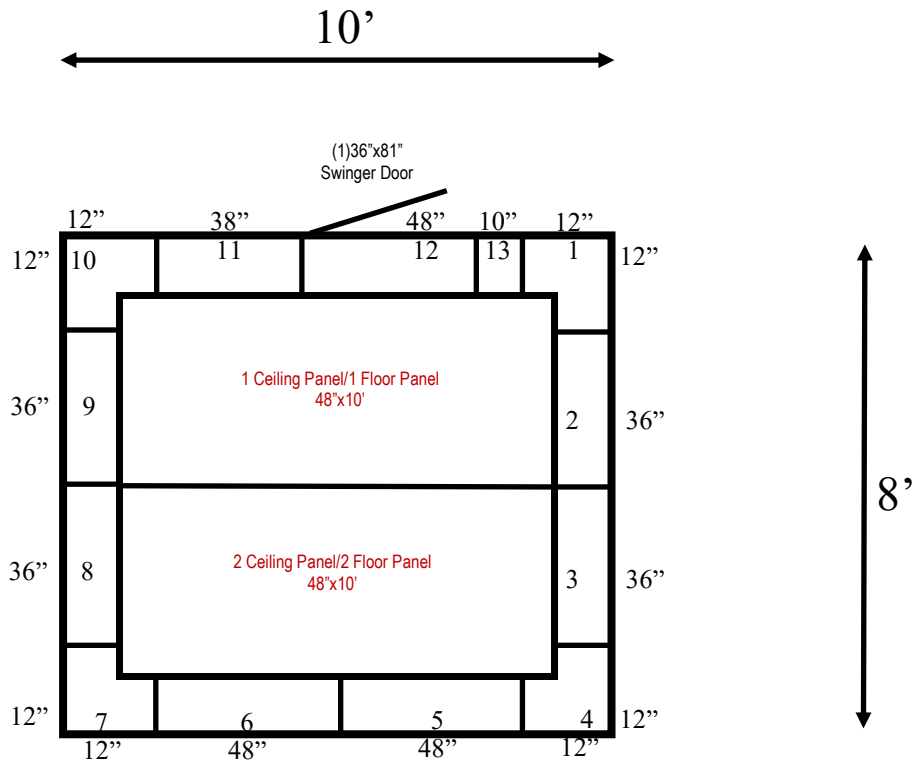 10’
(1)36”x81”
Swinger Door
12” 38” 48” 10” 12”
12” 10 11 12 13 1 12”
1 Ceiling Panel/1 Floor Panel
48”x10’
36” 9 2 36”
8’
2 Ceiling Panel/2 Floor Panel
48”x10’
36” 8 3 36”
12” 7 6 5 4 12”
12” 48” 48” 12”